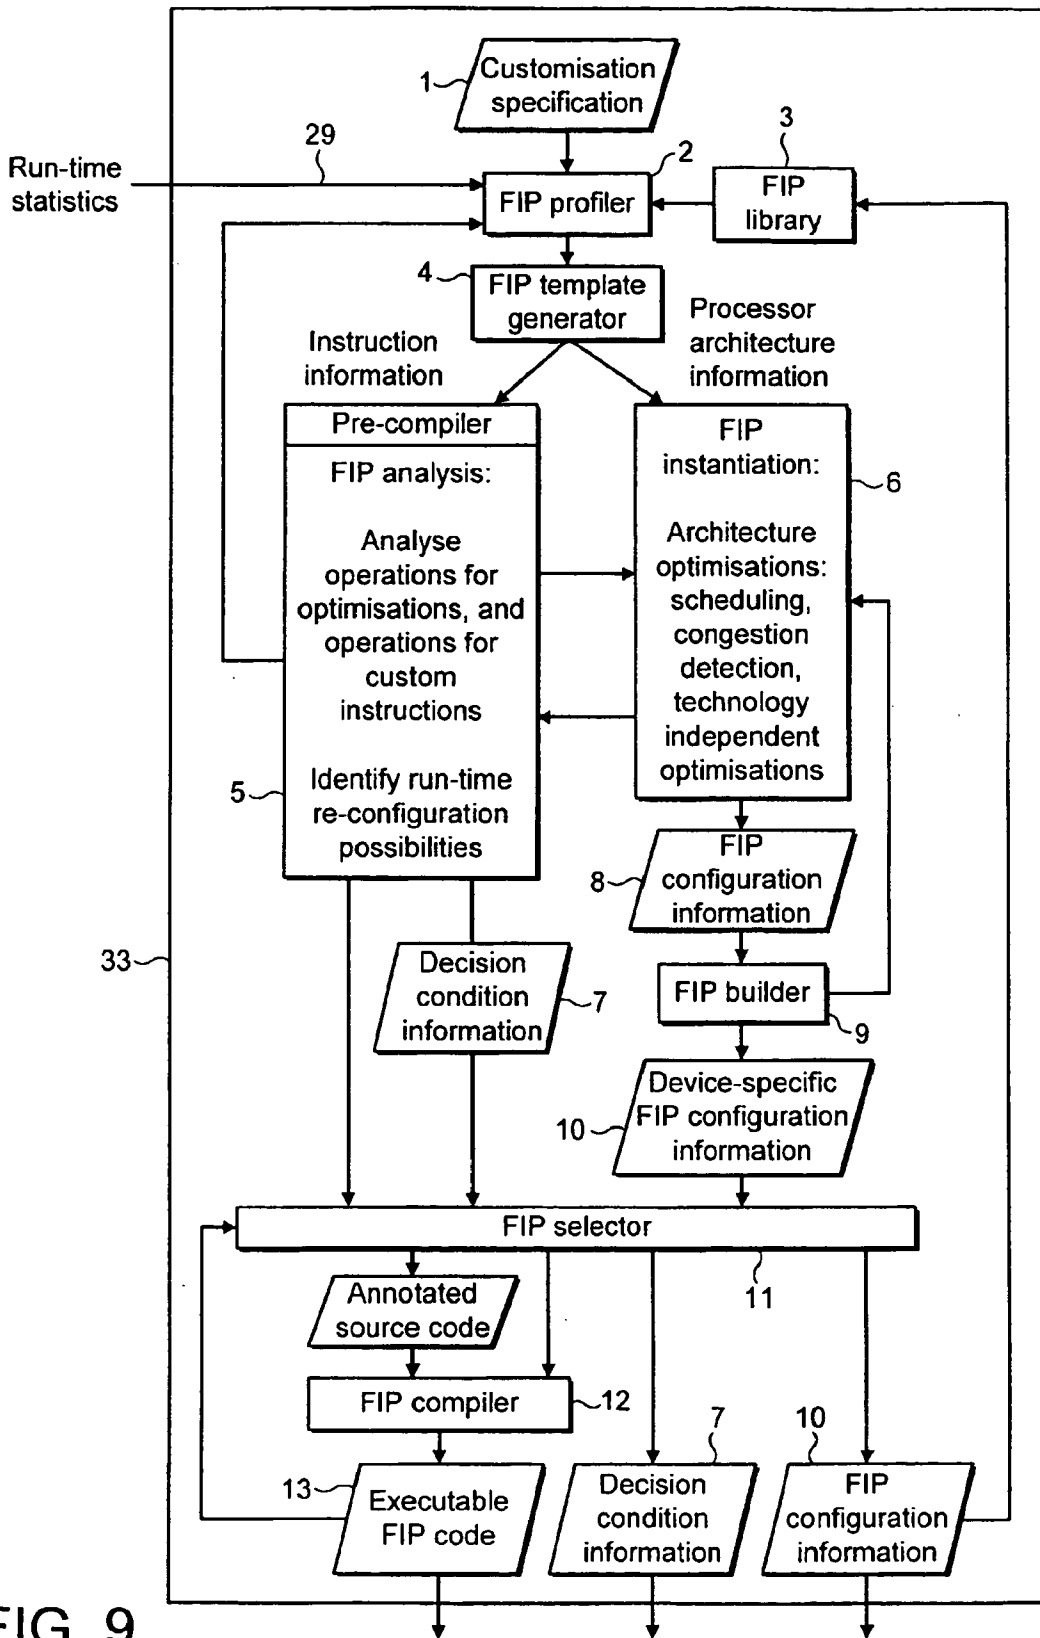 1
Customisation
specification
3
29
2
Run-time
statistics
FIP profiler
FIP
library
4
FIP template
generator
Instruction
information
Processor
architecture
information
Pre-compiler
FIP analysis:
Analyse
operations for
optimisations, and
operations for
custom
instructions
Identify run-time
re-configuration
possibilities
5
FIP
instantiation:
Architecture
optimisations:
scheduling,
congestion
detection,
technology
independent
optimisations
6
8
FIP
configuration
information
33
Decision
condition
information
7
FIP builder
9
10
Device-specific
FIP configuration
information
FIP selector
11
Annotated
source code
FIP compiler
12
13
Executable
FIP code
7
Decision
condition
information
10
FIP
configuration
information
FIG. 9